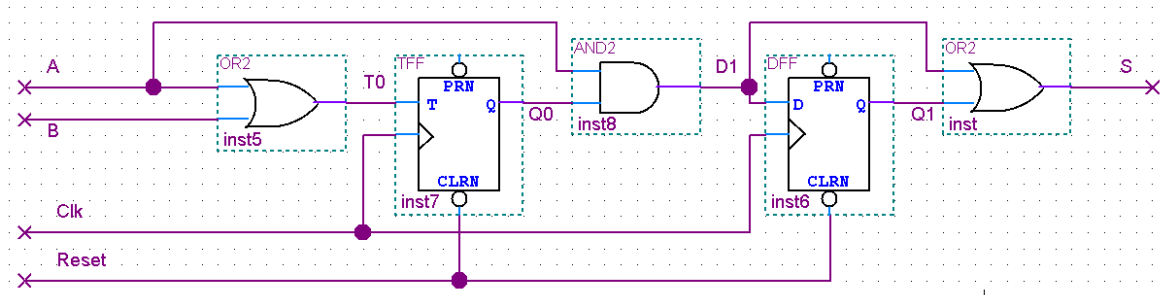 A
B
Clk
Reset
OR2
inst5
T0
TFF
PRN
T
Q
CLRN
inst7
Q0
AND2
inst8
D1
DFF
PRN
D
Q
CLRN
inst6
Q1
OR2
inst
S